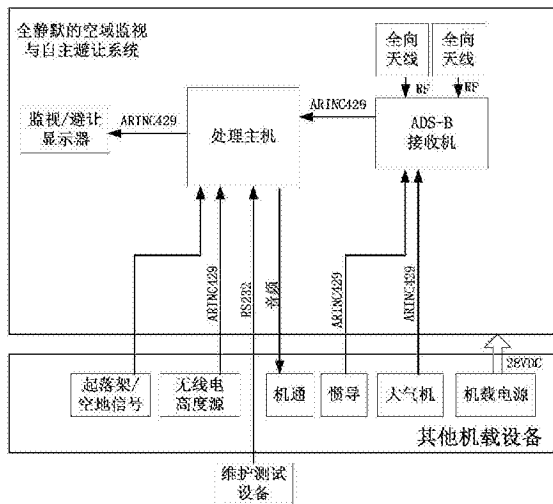 全静默的空域监视
与自主避让系统
全向
天线
全向
天线
RF
RF
监视/避让
显示器
ARINC429
处理主机
ARINC429
ADS-B
接收机
ARINC429
RS232
音频
ARINC429
ARINC429
28VDC
起落架/
空地信号
无线电
高度源
机通
惯导
大气机
机载电源
其他机载设备
维护测试
设备